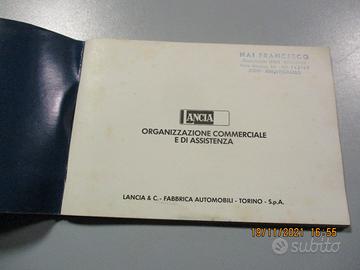 MAI FRANCESCO
LANCIA
ORGANIZZAZIONE COMMERCIALE
E DI ASSISTENZA
LANCIA & C. - FABBRICA AUTOMOBILI - TORINO - S.p.A.
19/11/2021 16:55
subito